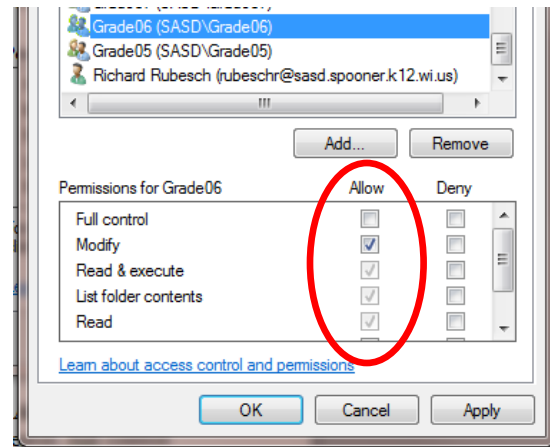 Grade06 (SASD\Grade06)
Grade05 (SASD\Grade05)
Richard Rubesch (rubeschr@sasd.spooner.k12.wi.us)
Add... Remove
Permissions for Grade06 Allow Deny
Full control
Modify
Read & execute
List folder contents
Read
Learn about access control and permissions
OK Cancel Apply